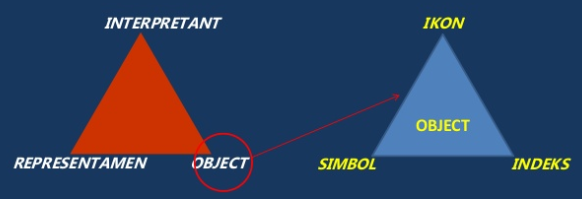 INTERPRETANT
REPRESENTAMEN
OBJECT
IKON
OBJECT
SIMBOL
INDEKS